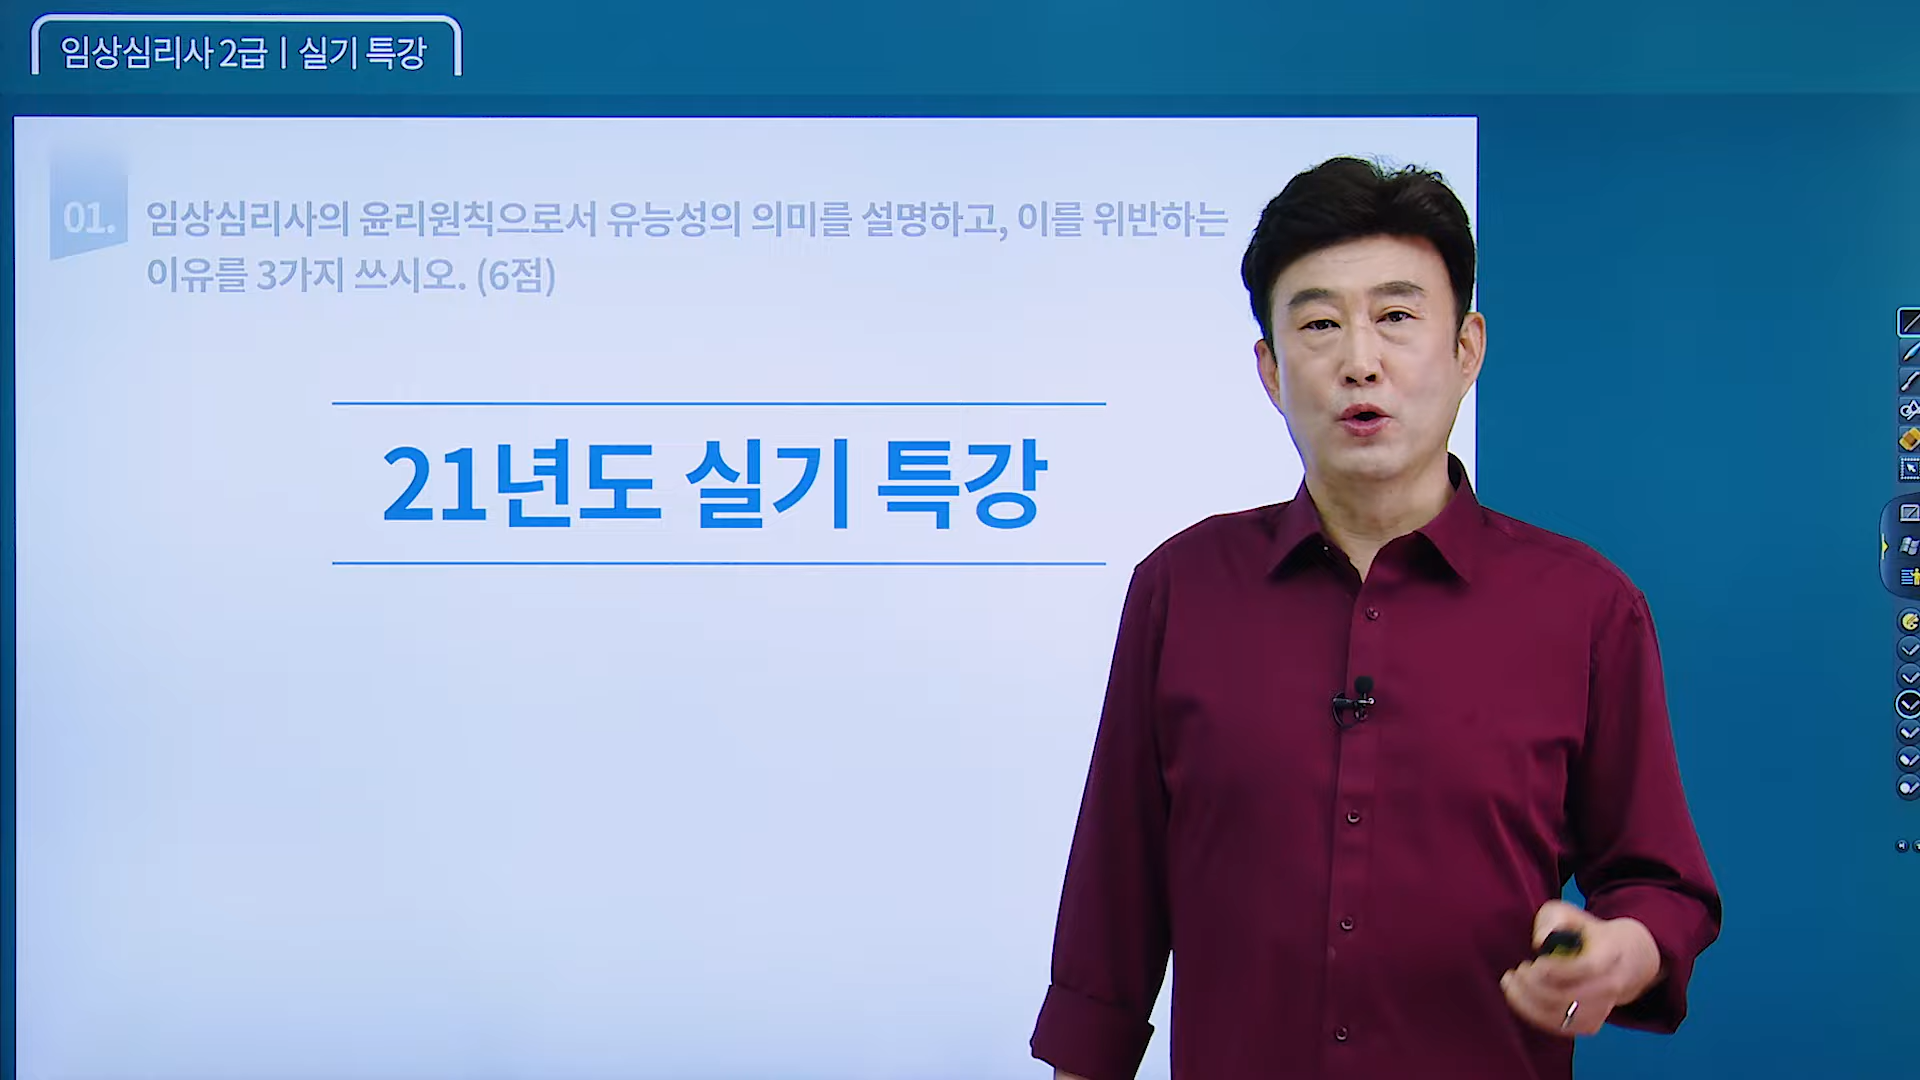 임상심리사 2급 | 실기 특강
01. 임상심리사의 윤리원칙으로서 유능성의 의미를 설명하고, 이를 위반하는
이유를 3가지 쓰시오. (6점)
21년도 실기 특강